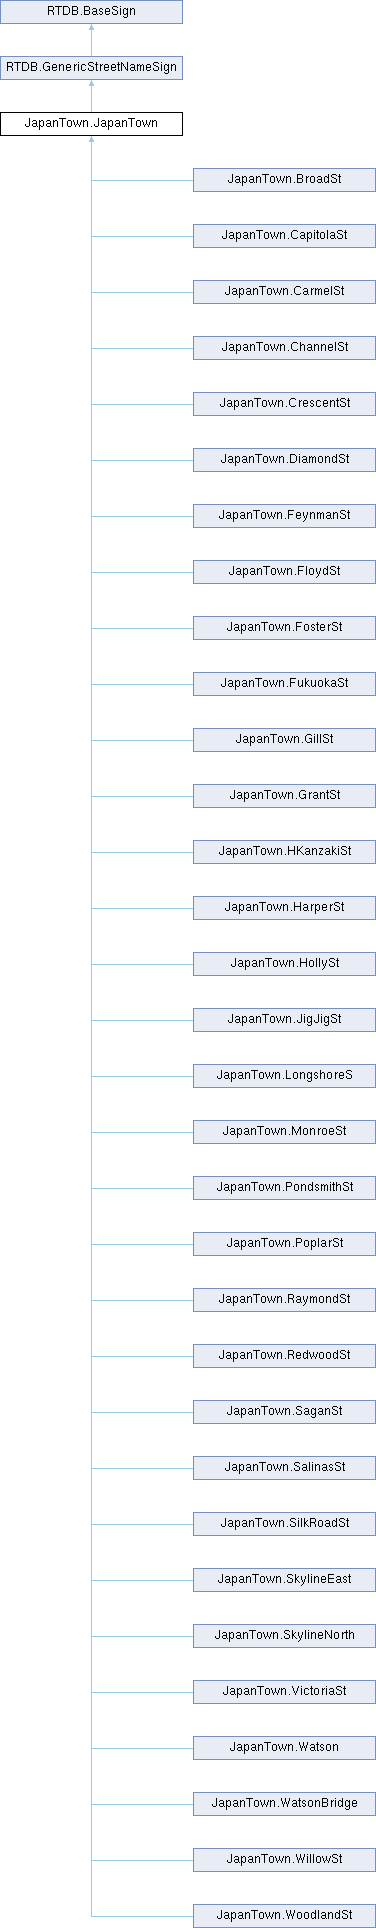 RTDB.BaseSign
RTDB.GenericStreetNameSign
JapanTown.JapanTown
JapanTown.BroadSt
JapanTown.CapitolaSt
JapanTown.CarmelSt
JapanTown.ChannelSt
JapanTown.CrescentSt
JapanTown.DiamondSt
JapanTown.FeynmanSt
JapanTown.FloydSt
JapanTown.FosterSt
JapanTown.FukuokaSt
JapanTown.GillSt
JapanTown.GrantSt
JapanTown.HKanzakiSt
JapanTown.HarperSt
JapanTown.HollySt
JapanTown.JigJigSt
JapanTown.LongshoreS
JapanTown.MonroeSt
JapanTown.PondsmithSt
JapanTown.PoplarSt
JapanTown.RaymondSt
JapanTown.RedwoodSt
JapanTown.SaganSt
JapanTown.SalinasSt
JapanTown.SilkRoadSt
JapanTown.SkylineEast
JapanTown.SkylineNorth
JapanTown.VictoriaSt
JapanTown.Watson
JapanTown.WatsonBridge
JapanTown.WillowSt
JapanTown.WoodlandSt